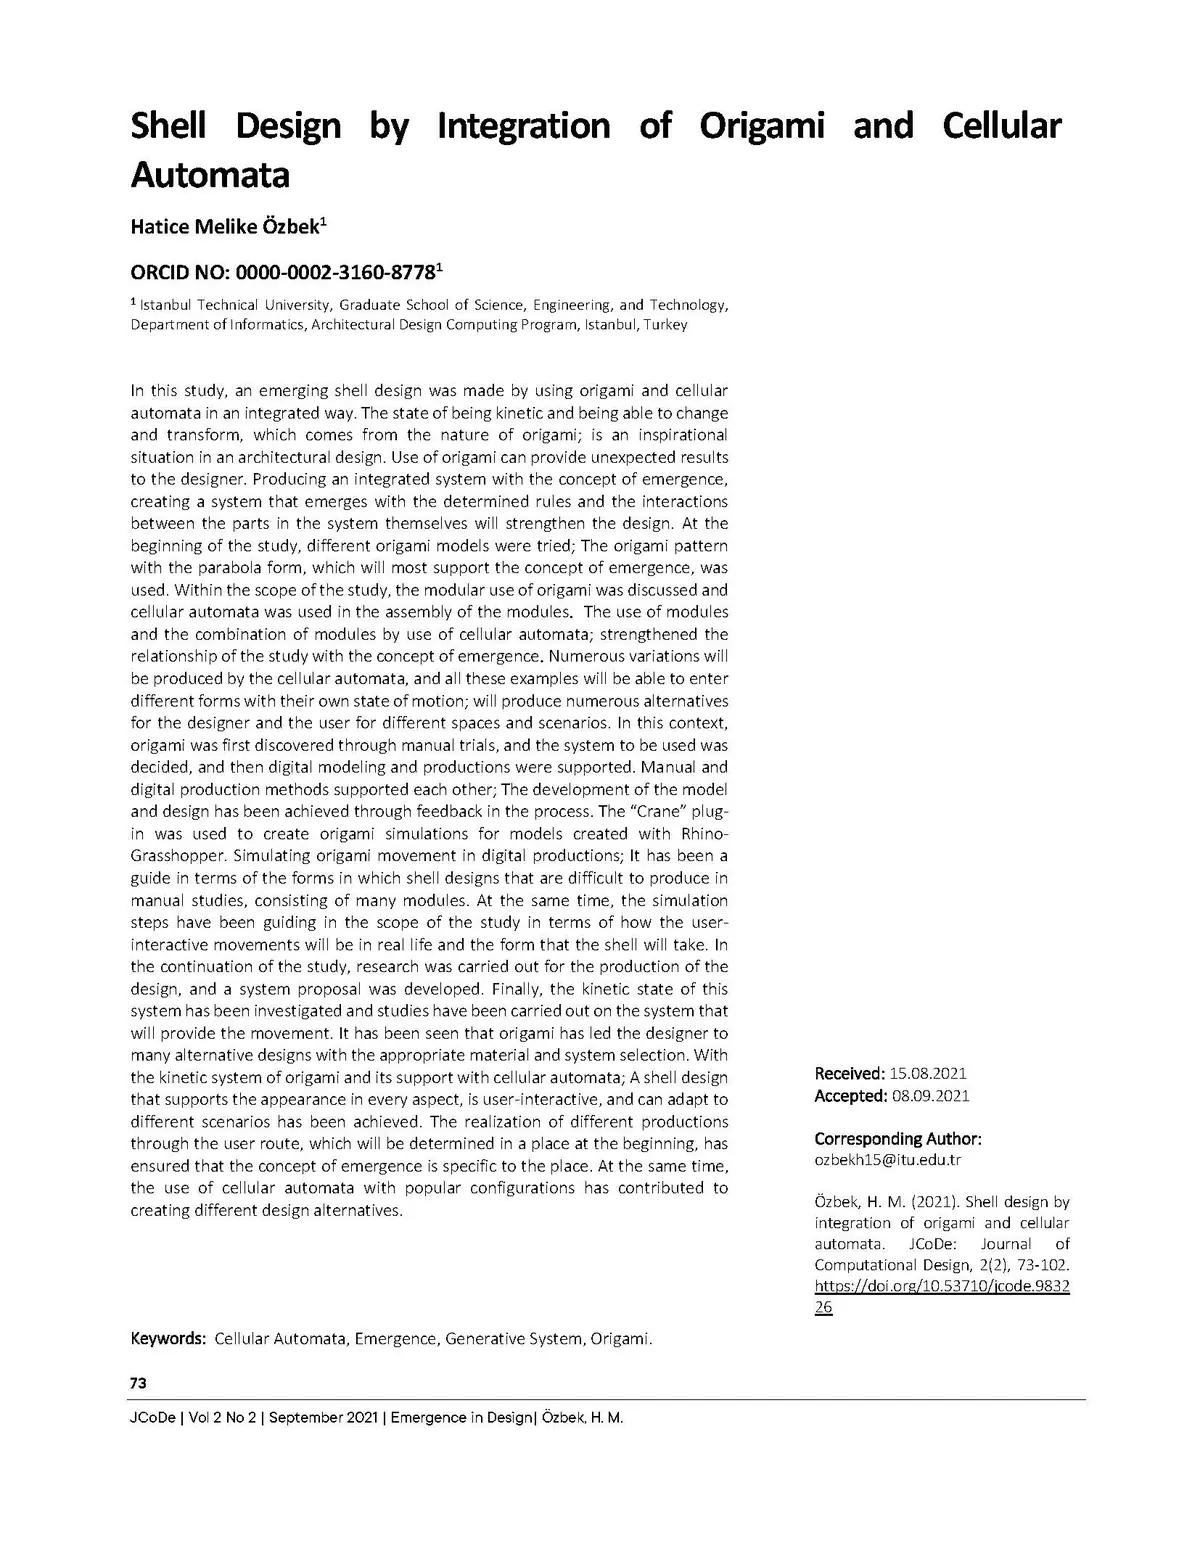 Shell Design by Integration of Origami and Cellular
Automata
Hatice Melike Özbek¹
ORCID NO: 0000-0002-3160-8778¹
¹ Istanbul Technical University, Graduate School of Science, Engineering, and Technology,
Department of Informatics, Architectural Design Computing Program, Istanbul, Turkey
In this study, an emerging shell design was made by using origami and cellular
automata in an integrated way. The state of being kinetic and being able to change
and transform, which comes from the nature of origami; is an inspirational
situation in an architectural design. Use of origami can provide unexpected results
to the designer. Producing an integrated system with the concept of emergence,
creating a system that emerges with the determined rules and the interactions
between the parts in the system themselves will strengthen the design. At the
beginning of the study, different origami models were tried; The origami pattern
with the parabola form, which will most support the concept of emergence, was
used. Within the scope of the study, the modular use of origami was discussed and
cellular automata was used in the assembly of the modules. The use of modules
and the combination of modules by use of cellular automata; strengthened the
relationship of the study with the concept of emergence. Numerous variations will
be produced by the cellular automata, and all these examples will be able to enter
different forms with their own state of motion; will produce numerous alternatives
for the designer and the user for different spaces and scenarios. In this context,
origami was first discovered through manual trials, and the system to be used was
decided, and then digital modeling and productions were supported. Manual and
digital production methods supported each other; The development of the model
and design has been achieved through feedback in the process. The “Crane” plug-
in was used to create origami simulations for models created with Rhino-
Grasshopper. Simulating origami movement in digital productions; It has been a
guide in terms of the forms in which shell designs that are difficult to produce in
manual studies, consisting of many modules. At the same time, the simulation
steps have been guiding in the scope of the study in terms of how the user-
interactive movements will be in real life and the form that the shell will take. In
the continuation of the study, research was carried out for the production of the
design, and a system proposal was developed. Finally, the kinetic state of this
system has been investigated and studies have been carried out on the system that
will provide the movement. It has been seen that origami has led the designer to
many alternative designs with the appropriate material and system selection. With
the kinetic system of origami and its support with cellular automata; A shell design
that supports the appearance in every aspect, is user-interactive, and can adapt to
different scenarios has been achieved. The realization of different productions
through the user route, which will be determined in a place at the beginning, has
ensured that the concept of emergence is specific to the place. At the same time,
the use of cellular automata with popular configurations has contributed to
creating different design alternatives.
Received: 15.08.2021
Accepted: 08.09.2021
Corresponding Author:
ozbekh15@itu.edu.tr
Özbek, H. M. (2021). Shell design by
integration of origami and cellular
automata. JCoDe: Journal of
Computational Design, 2(2), 73-102.
https://doi.org/10.53710/jcode.9832
26
Keywords: Cellular Automata, Emergence, Generative System, Origami.
73
JCoDe | Vol 2 No 2 | September 2021 | Emergence in Design| Özbek, H. M.